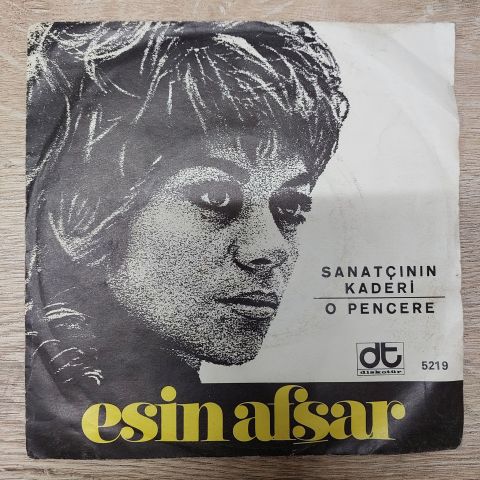 SANATÇININ
KADERİ
O PENCERE
dt
diskotür
5219
esin afşar